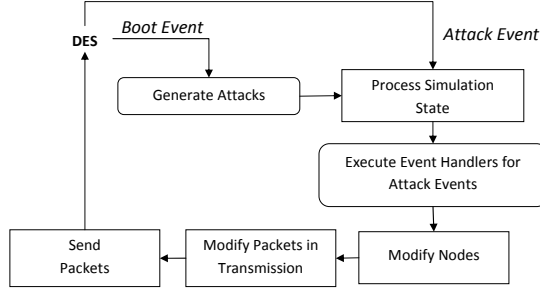 DES
Boot Event
Attack Event
Generate Attacks
Process Simulation
State
Execute Event Handlers for
Attack Events
Send
Packets
Modify Packets in
Transmission
Modify Nodes